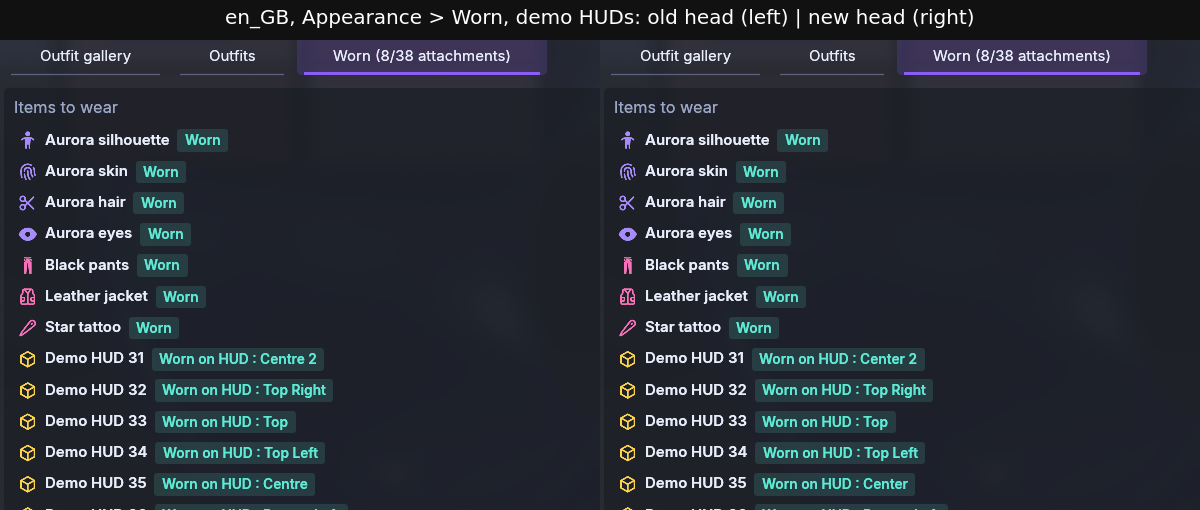 en_GB, Appearance > Worn, demo HUDs: old head (left) | new head (right)
Outfit gallery Outfits Worn (8/38 attachments)
Items to wear
Aurora silhouette Worn
Aurora skin Worn
Aurora hair Worn
Aurora eyes Worn
Black pants Worn
Leather jacket Worn
Star tattoo Worn
Demo HUD 31 Worn on HUD : Centre 2
Demo HUD 32 Worn on HUD : Top Right
Demo HUD 33 Worn on HUD : Top
Demo HUD 34 Worn on HUD : Top Left
Demo HUD 35 Worn on HUD : Centre
Outfit gallery Outfits Worn (8/38 attachments)
Items to wear
Aurora silhouette Worn
Aurora skin Worn
Aurora hair Worn
Aurora eyes Worn
Black pants Worn
Leather jacket Worn
Star tattoo Worn
Demo HUD 31 Worn on HUD : Center 2
Demo HUD 32 Worn on HUD : Top Right
Demo HUD 33 Worn on HUD : Top
Demo HUD 34 Worn on HUD : Top Left
Demo HUD 35 Worn on HUD : Center